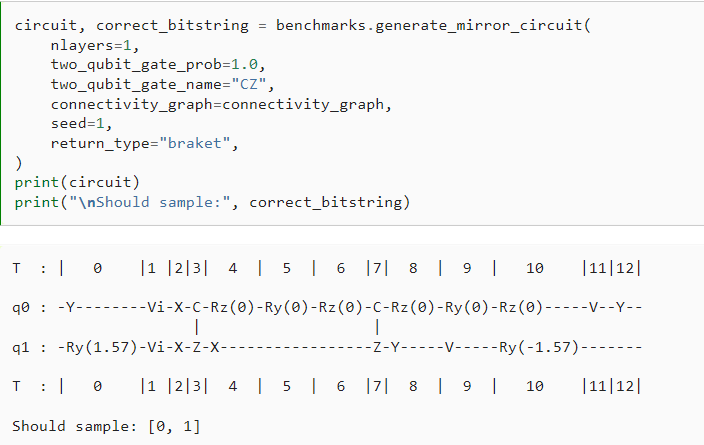 circuit, correct_bitstring = benchmarks.generate_mirror_circuit(
    nlayers=1,
    two_qubit_gate_prob=1.0,
    two_qubit_gate_name="CZ",
    connectivity_graph=connectivity_graph,
    seed=1,
    return_type="braket",
)
print(circuit)
print("\nShould sample:", correct_bitstring)
T  : |   0    |1 |2|3|  4  |  5  |  6  |7|  8  |  9  |   10    |11|12|
q0 : -Y--------Vi-X-C-Rz(0)-Ry(0)-Rz(0)-C-Rz(0)-Ry(0)-Rz(0)-----V--Y--
                    |                   |
q1 : -Ry(1.57)-Vi-X-Z-X-----------------Z-Y-----V-----Ry(-1.57)-------
T  : |   0    |1 |2|3|  4  |  5  |  6  |7|  8  |  9  |   10    |11|12|
Should sample: [0, 1]